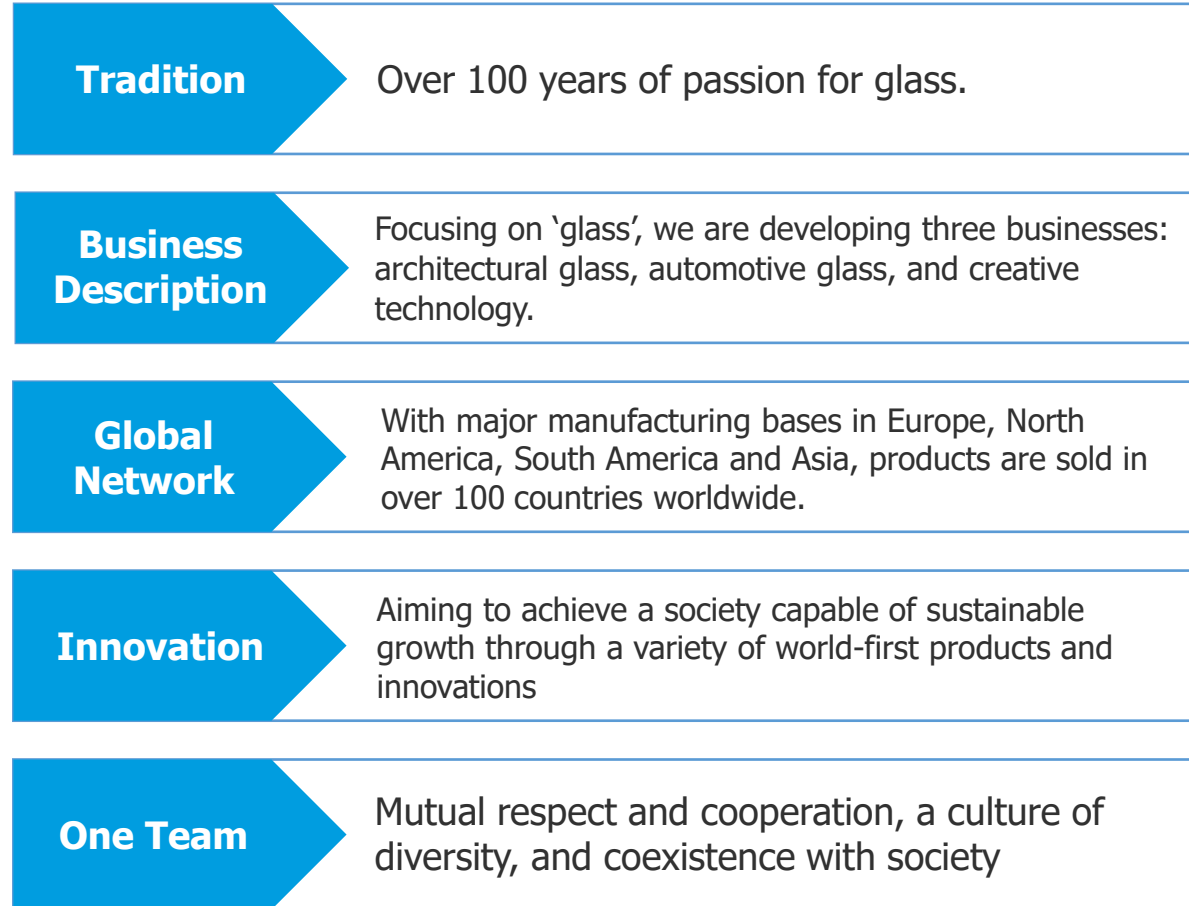 Tradition
Over 100 years of passion for glass.
Business
Description
Focusing on ‘glass’, we are developing three businesses:
architectural glass, automotive glass, and creative
technology.
Global
Network
With major manufacturing bases in Europe, North
America, South America and Asia, products are sold in
over 100 countries worldwide.
Innovation
Aiming to achieve a society capable of sustainable
growth through a variety of world-first products and
innovations
One Team
Mutual respect and cooperation, a culture of
diversity, and coexistence with society